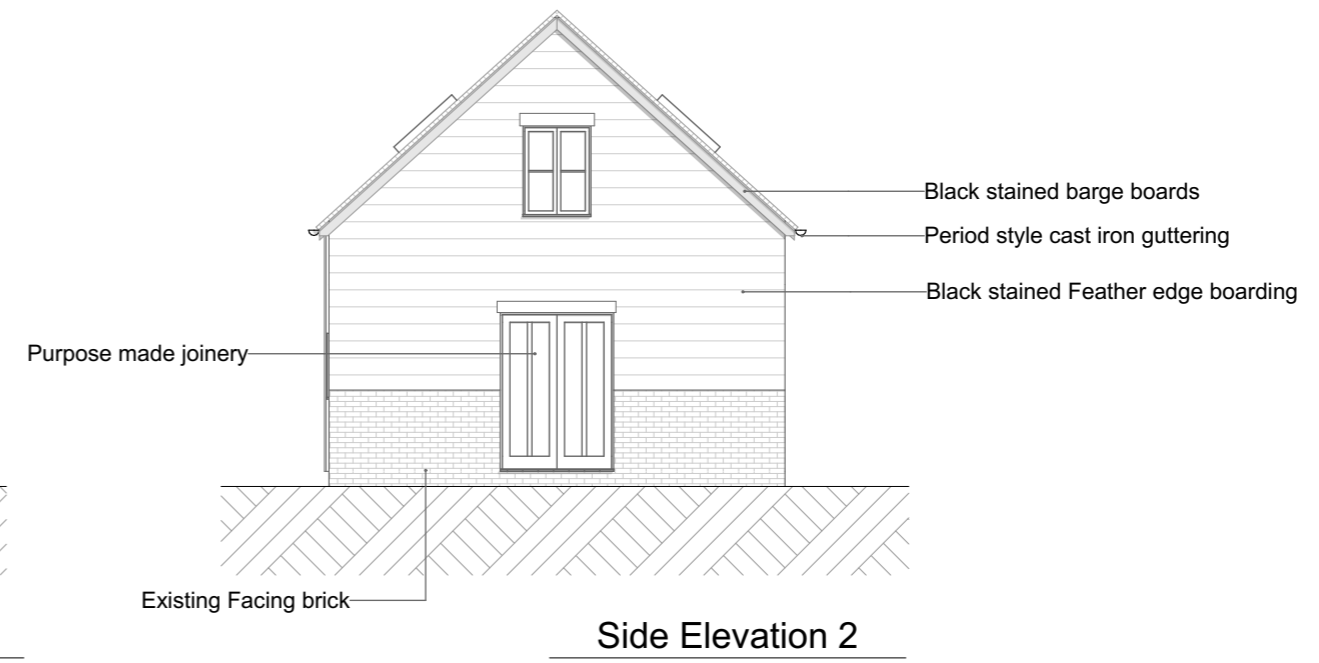 Black stained barge boards
Period style cast iron guttering
Black stained Feather edge boarding
Purpose made joinery
Existing Facing brick
Side Elevation 2